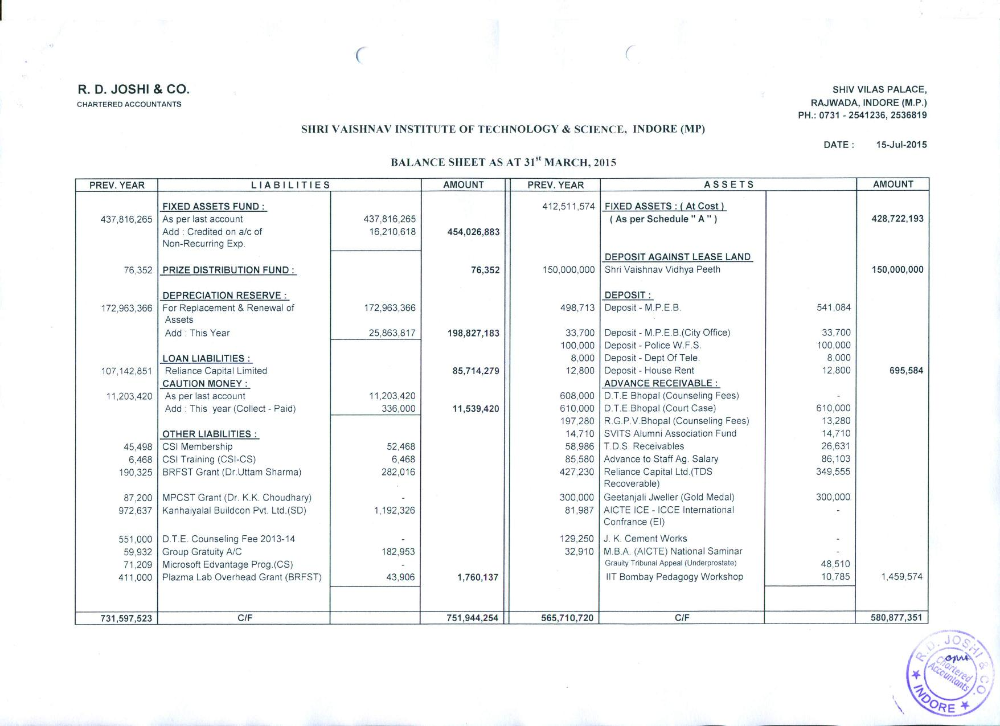 R. D. JOSHI & CO.
CHARTERED ACCOUNTANTS
SHIV VILAS PALACE,
RAJWADA, INDORE (M.P.)
PH.: 0731 - 2541236, 2536819
SHRI VAISHNAV INSTITUTE OF TECHNOLOGY & SCIENCE, INDORE (MP)
DATE : 15-Jul-2015
BALANCE SHEET AS AT 31st MARCH, 2015
PREV. YEAR LIABILITIES AMOUNT PREV. YEAR ASSETS AMOUNT
FIXED ASSETS FUND : 412,511,574 FIXED ASSETS : ( At Cost )
437,816,265 As per last account 437,816,265 ( As per Schedule " A " ) 428,722,193
Add : Credited on a/c of 16,210,618 454,026,883
Non-Recurring Exp.
DEPOSIT AGAINST LEASE LAND
76,352 PRIZE DISTRIBUTION FUND : 76,352 150,000,000 Shri Vaishnav Vidhya Peeth 150,000,000
DEPRECIATION RESERVE : DEPOSIT :
172,963,366 For Replacement & Renewal of 172,963,366 498,713 Deposit - M.P.E.B. 541,084
Assets
Add : This Year 25,863,817 198,827,183 33,700 Deposit - M.P.E.B.(City Office) 33,700
100,000 Deposit - Police W.F.S. 100,000
LOAN LIABILITIES : 8,000 Deposit - Dept Of Tele. 8,000
107,142,851 Reliance Capital Limited 85,714,279 12,800 Deposit - House Rent 12,800 695,584
CAUTION MONEY : ADVANCE RECEIVABLE :
11,203,420 As per last account 11,203,420 608,000 D.T.E Bhopal (Counseling Fees) -
Add : This year (Collect - Paid) 336,000 11,539,420 610,000 D.T.E.Bhopal (Court Case) 610,000
197,280 R.G.P.V.Bhopal (Counseling Fees) 13,280
OTHER LIABILITIES : 14,710 SVITS Alumni Association Fund 14,710
45,498 CSI Membership 52,468 58,986 T.D.S. Receivables 26,631
6,468 CSI Training (CSI-CS) 6,468 85,580 Advance to Staff Ag. Salary 86,103
190,325 BRFST Grant (Dr.Uttam Sharma) 282,016 427,230 Reliance Capital Ltd.(TDS 349,555
Recoverable)
87,200 MPCST Grant (Dr. K.K. Choudhary) - 300,000 Geetanjali Jweller (Gold Medal) 300,000
972,637 Kanhaiyalal Buildcon Pvt. Ltd.(SD) 1,192,326 81,987 AICTE ICE - ICCE International -
Confrance (EI)
551,000 D.T.E. Counseling Fee 2013-14 - 129,250 J. K. Cement Works -
59,932 Group Gratuity A/C 182,953 32,910 M.B.A. (AICTE) National Saminar -
71,209 Microsoft Edvantage Prog.(CS) - Grauity Tribunal Appeal (Underprostate) 48,510
411,000 Plazma Lab Overhead Grant (BRFST) 43,906 1,760,137 IIT Bombay Pedagogy Workshop 10,785 1,459,574
731,597,523 C/F 751,944,254 565,710,720 C/F 580,877,351
R.D. JOSHI & CO.
Chartered
Accountants
★ INDORE ★